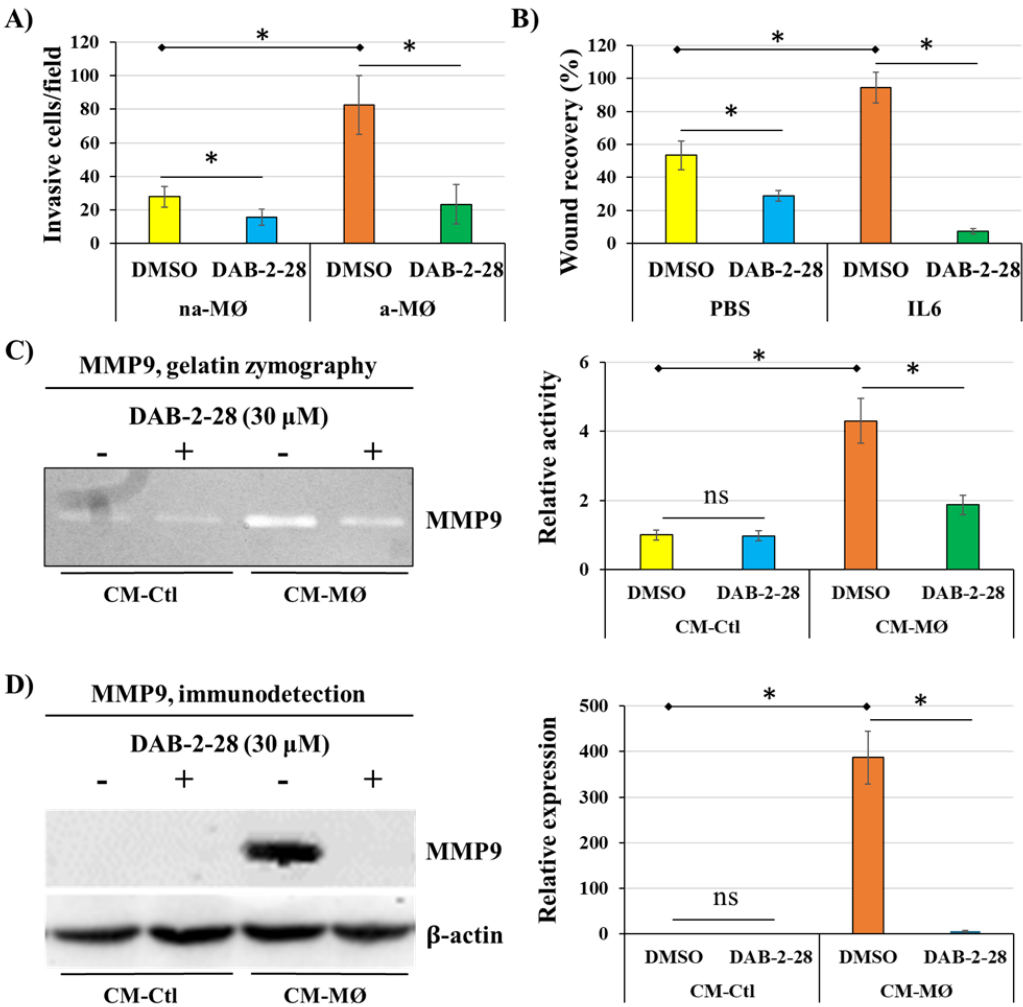 A)
Invasive cells/field
120
100
80
60
40
20
0
*
*
*
DMSO DAB-2-28 DMSO DAB-2-28
na-MØ a-MØ
B)
Wound recovery (%)
120
100
80
60
40
20
0
*
*
*
DMSO DAB-2-28 DMSO DAB-2-28
PBS IL6
C)
MMP9, gelatin zymography
DAB-2-28 (30 µM)
- + - +
MMP9
CM-Ctl CM-MØ
Relative activity
6
4
2
0
*
*
ns
DMSO DAB-2-28 DMSO DAB-2-28
CM-Ctl CM-MØ
D)
MMP9, immunodetection
DAB-2-28 (30 µM)
- + - +
MMP9
β-actin
CM-Ctl CM-MØ
Relative expression
500
400
300
200
100
0
*
*
ns
DMSO DAB-2-28 DMSO DAB-2-28
CM-Ctl CM-MØ